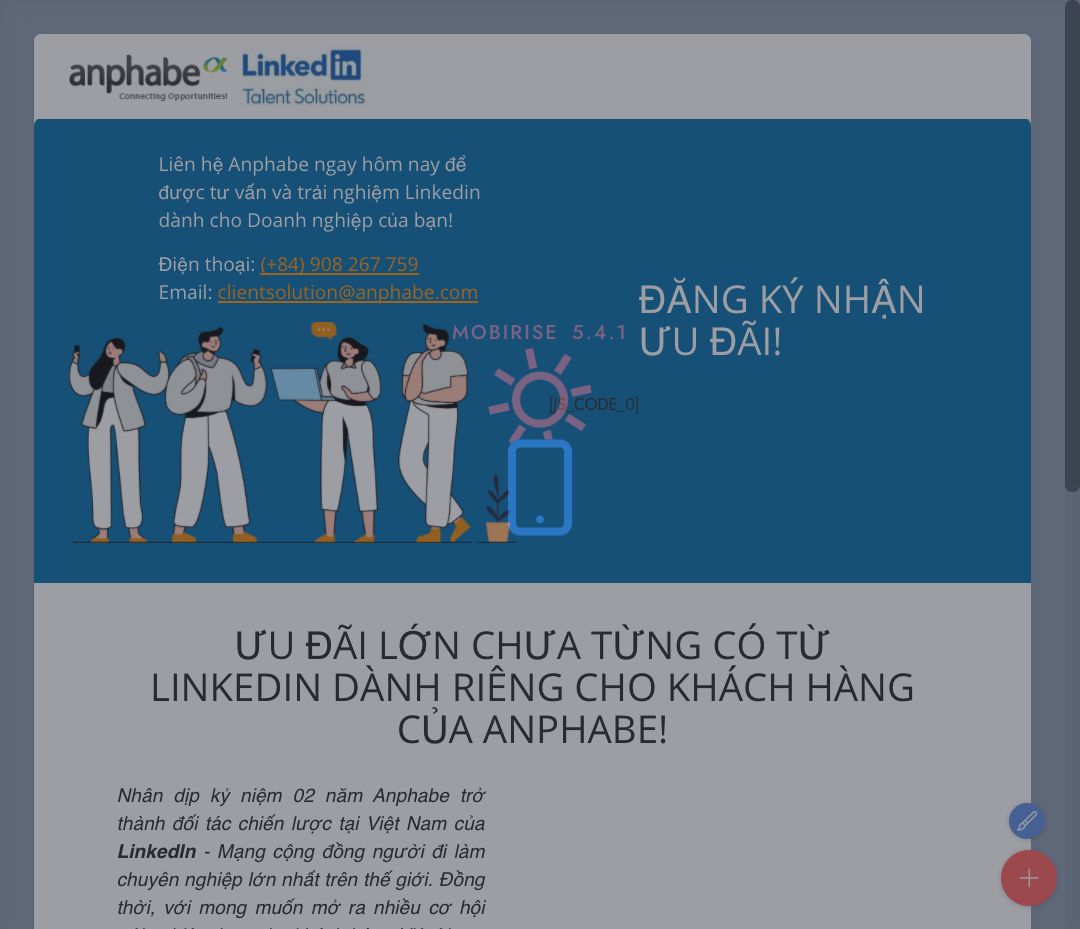 anphabe
Connecting Opportunities!
Linked in
Talent Solutions
Liên hệ Anphabe ngay hôm nay để
được tư vấn và trải nghiệm Linkedin
dành cho Doanh nghiệp của bạn!
Điện thoại: (+84) 908 267 759
Email: clientsolution@anphabe.com
MOBIRISE 5.4.1
[JS_CODE_0]
ĐĂNG KÝ NHẬN
ƯU ĐÃI!
ƯU ĐÃI LỚN CHƯA TỪNG CÓ TỪ
LINKEDIN DÀNH RIÊNG CHO KHÁCH HÀNG
CỦA ANPHABE!
Nhân dịp kỷ niệm 02 năm Anphabe trở
thành đối tác chiến lược tại Việt Nam của
LinkedIn - Mạng cộng đồng người đi làm
chuyên nghiệp lớn nhất trên thế giới. Đồng
thời, với mong muốn mở ra nhiều cơ hội